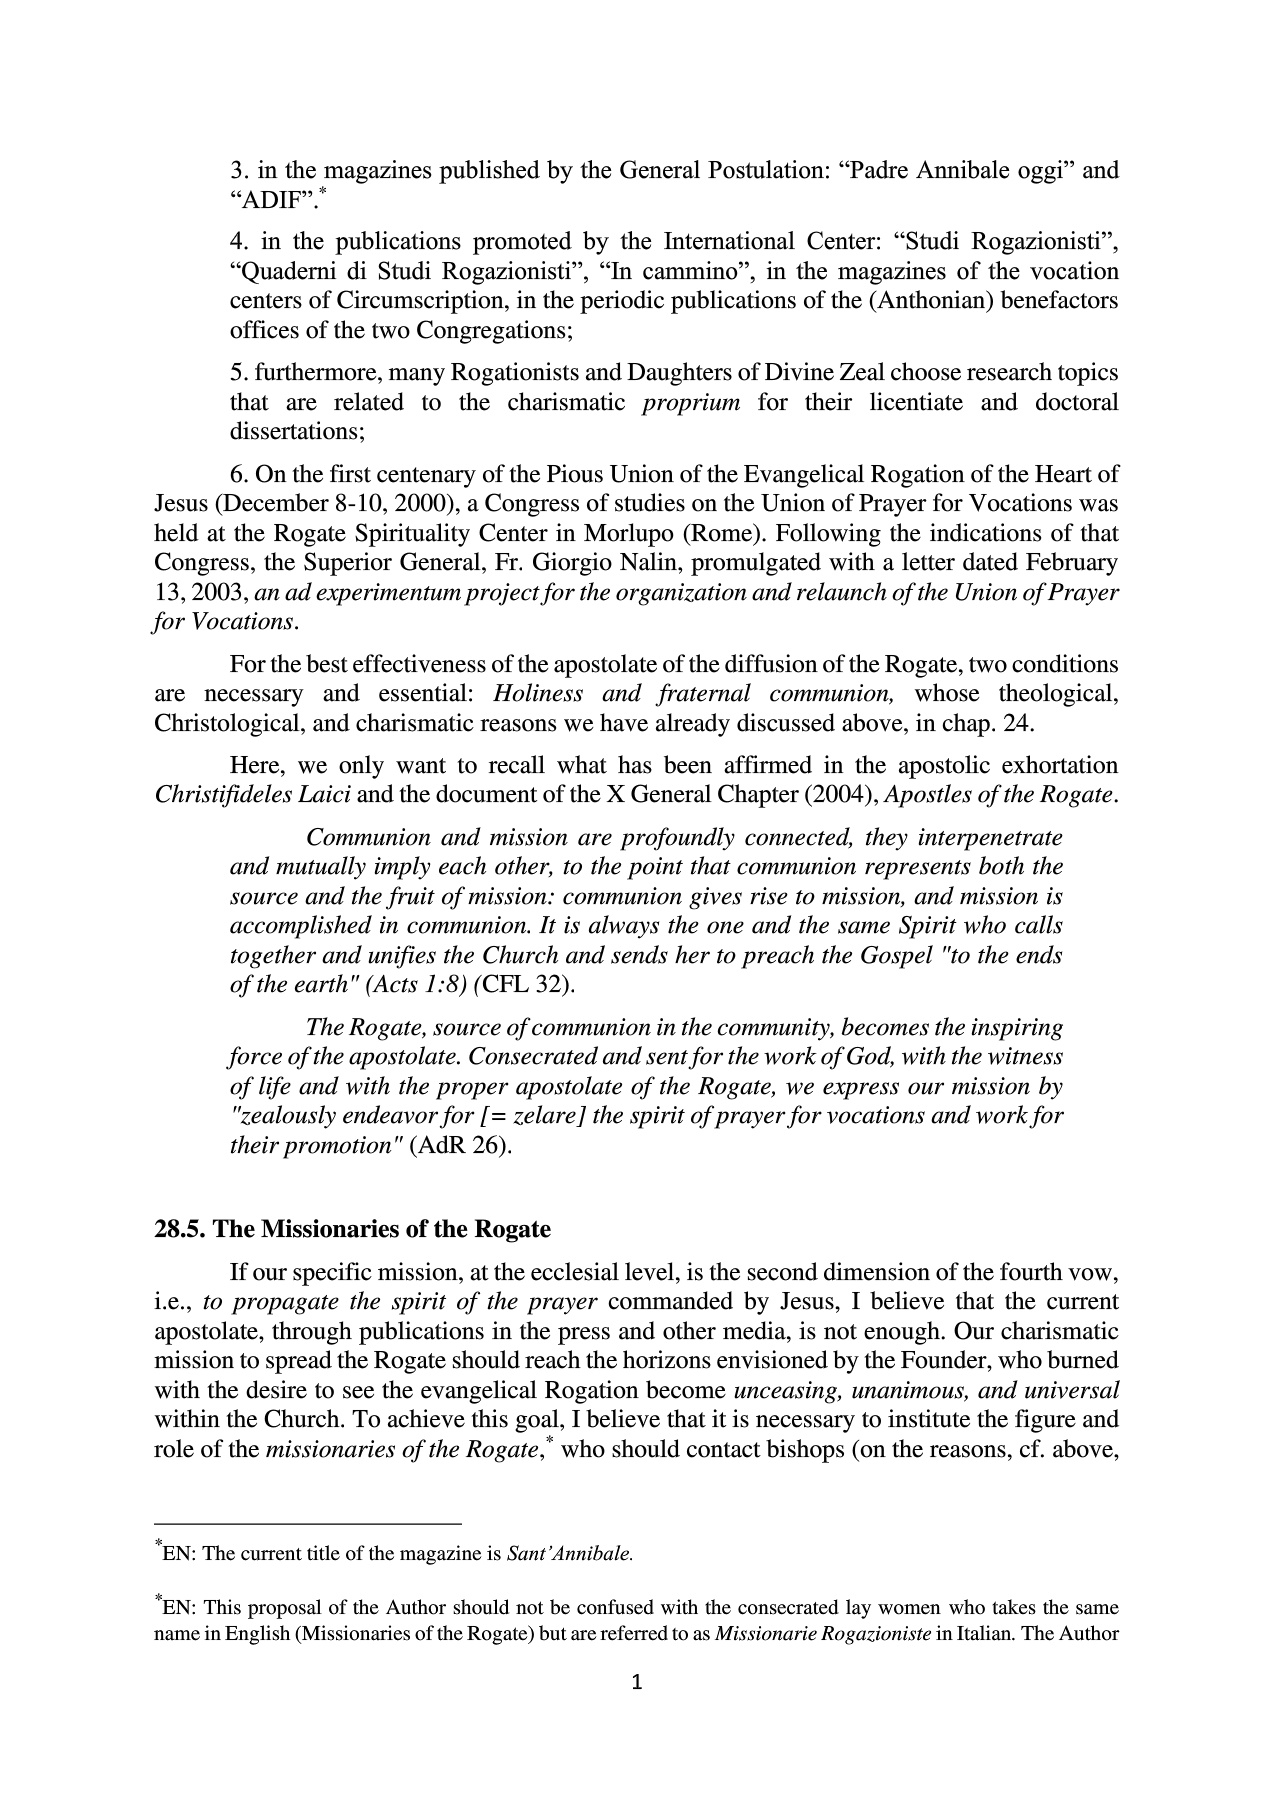 3. in the magazines published by the General Postulation: “Padre Annibale oggi” and
“ADIF”.*
4. in the publications promoted by the International Center: “Studi Rogazionisti”,
“Quaderni di Studi Rogazionisti”, “In cammino”, in the magazines of the vocation
centers of Circumscription, in the periodic publications of the (Anthonian) benefactors
offices of the two Congregations;
5. furthermore, many Rogationists and Daughters of Divine Zeal choose research topics
that are related to the charismatic proprium for their licentiate and doctoral
dissertations;
6. On the first centenary of the Pious Union of the Evangelical Rogation of the Heart of
Jesus (December 8-10, 2000), a Congress of studies on the Union of Prayer for Vocations was
held at the Rogate Spirituality Center in Morlupo (Rome). Following the indications of that
Congress, the Superior General, Fr. Giorgio Nalin, promulgated with a letter dated February
13, 2003, an ad experimentum project for the organization and relaunch of the Union of Prayer
for Vocations.
For the best effectiveness of the apostolate of the diffusion of the Rogate, two conditions
are necessary and essential: Holiness and fraternal communion, whose theological,
Christological, and charismatic reasons we have already discussed above, in chap. 24.
Here, we only want to recall what has been affirmed in the apostolic exhortation
Christifideles Laici and the document of the X General Chapter (2004), Apostles of the Rogate.
Communion and mission are profoundly connected, they interpenetrate
and mutually imply each other, to the point that communion represents both the
source and the fruit of mission: communion gives rise to mission, and mission is
accomplished in communion. It is always the one and the same Spirit who calls
together and unifies the Church and sends her to preach the Gospel "to the ends
of the earth" (Acts 1:8) (CFL 32).
The Rogate, source of communion in the community, becomes the inspiring
force of the apostolate. Consecrated and sent for the work of God, with the witness
of life and with the proper apostolate of the Rogate, we express our mission by
"zealously endeavor for [= zelare] the spirit of prayer for vocations and work for
their promotion" (AdR 26).
28.5. The Missionaries of the Rogate
If our specific mission, at the ecclesial level, is the second dimension of the fourth vow,
i.e., to propagate the spirit of the prayer commanded by Jesus, I believe that the current
apostolate, through publications in the press and other media, is not enough. Our charismatic
mission to spread the Rogate should reach the horizons envisioned by the Founder, who burned
with the desire to see the evangelical Rogation become unceasing, unanimous, and universal
within the Church. To achieve this goal, I believe that it is necessary to institute the figure and
role of the missionaries of the Rogate,* who should contact bishops (on the reasons, cf. above,
*EN: The current title of the magazine is Sant’Annibale.
*EN: This proposal of the Author should not be confused with the consecrated lay women who takes the same
name in English (Missionaries of the Rogate) but are referred to as Missionarie Rogazioniste in Italian. The Author
1